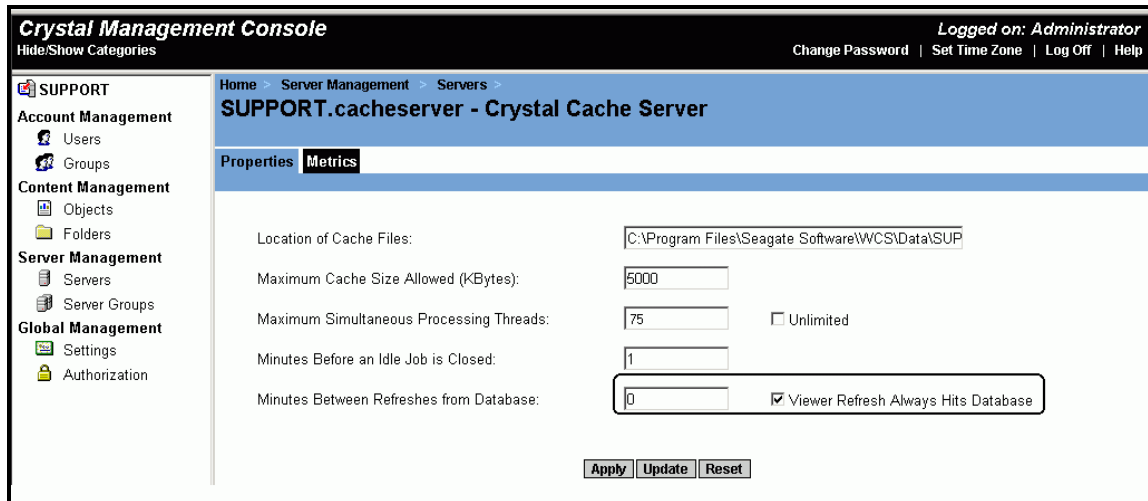 Crystal Management Console
Logged on: Administrator
Hide/Show Categories
Change Password | Set Time Zone | Log Off | Help
SUPPORT
Account Management
Users
Groups
Content Management
Objects
Folders
Server Management
Servers
Server Groups
Global Management
Settings
Authorization
Home > Server Management > Servers >
SUPPORT.cacheserver - Crystal Cache Server
Properties Metrics
Location of Cache Files: C:\Program Files\Seagate Software\WCS\Data\SUP
Maximum Cache Size Allowed (KBytes): 5000
Maximum Simultaneous Processing Threads: 75 Unlimited
Minutes Before an Idle Job is Closed: 1
Minutes Between Refreshes from Database: 0 Viewer Refresh Always Hits Database
Apply Update Reset